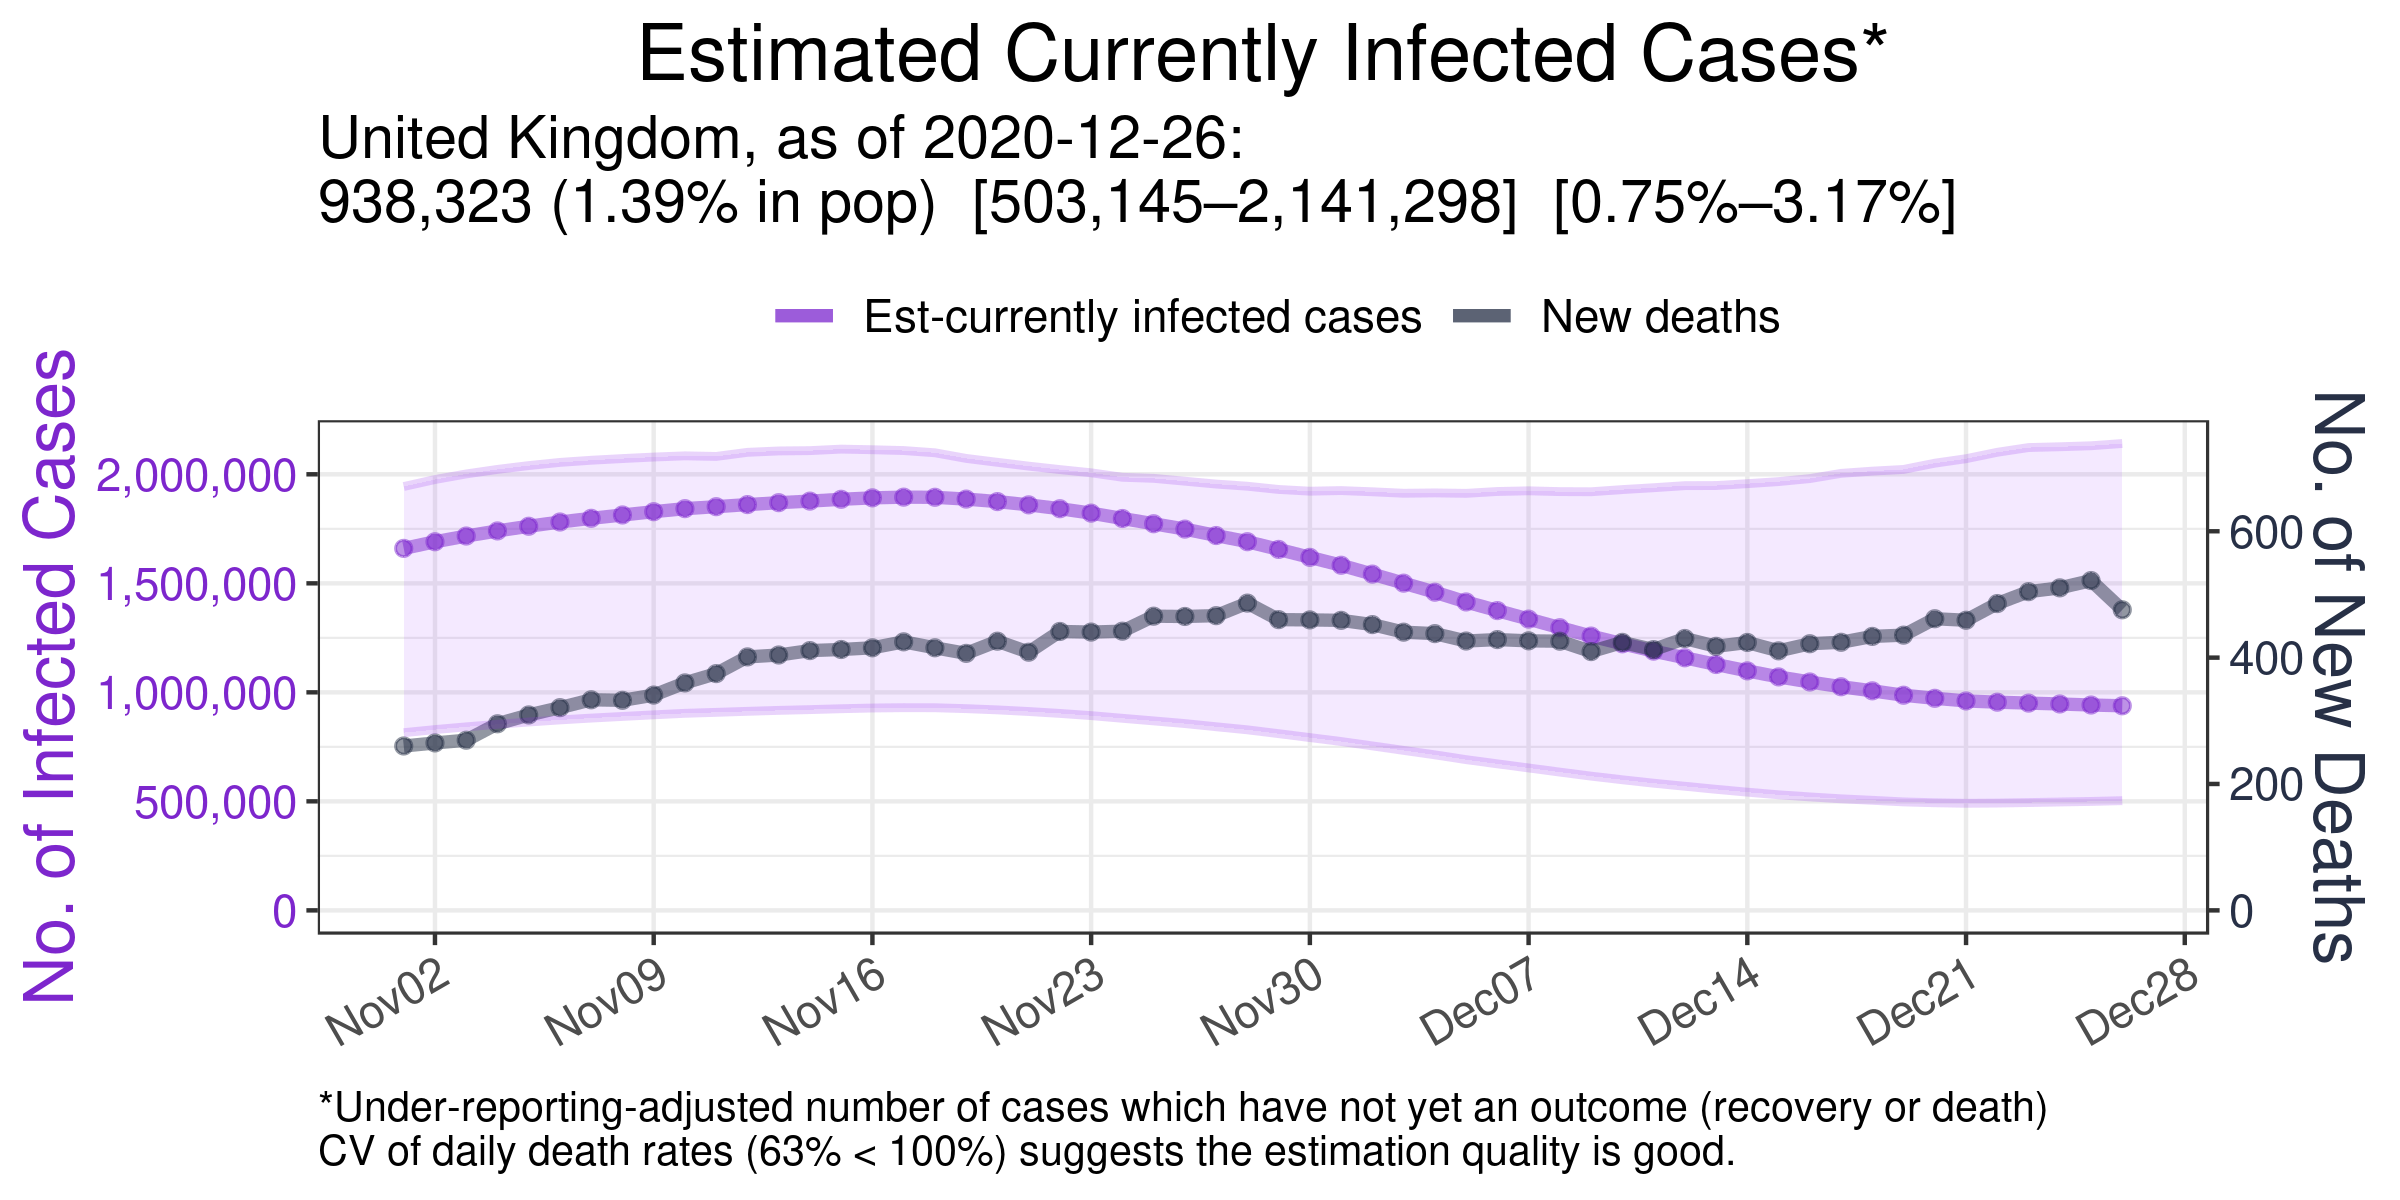 Estimated Currently Infected Cases*
United Kingdom, as of 2020-12-26:
938,323 (1.39% in pop) [503,145–2,141,298] [0.75%–3.17%]
Est-currently infected cases
New deaths
No. of Infected Cases
2,000,000
1,500,000
1,000,000
500,000
0
No. of New Deaths
600
400
200
0
Nov02
Nov09
Nov16
Nov23
Nov30
Dec07
Dec14
Dec21
Dec28
*Under-reporting-adjusted number of cases which have not yet an outcome (recovery or death)
CV of daily death rates (63% < 100%) suggests the estimation quality is good.